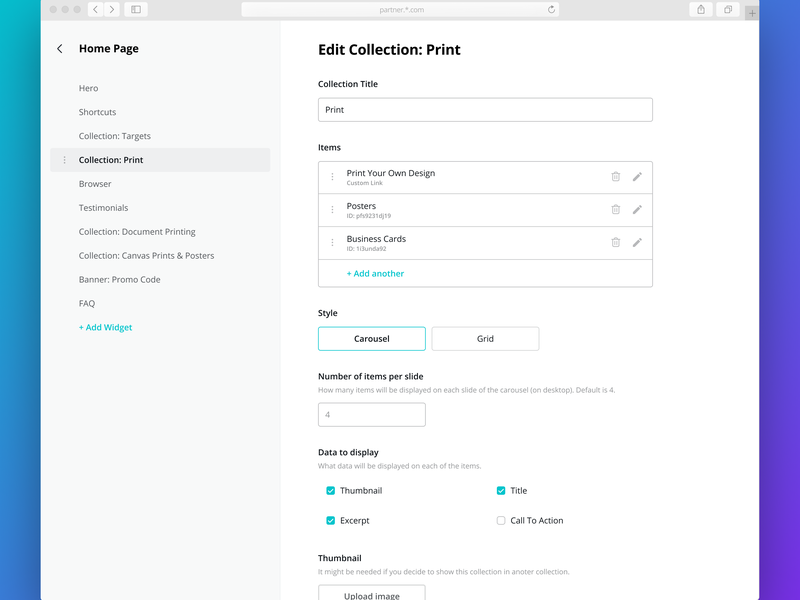 partner.*.com
Home Page
Hero
Shortcuts
Collection: Targets
Collection: Print
Browser
Testimonials
Collection: Document Printing
Collection: Canvas Prints & Posters
Banner: Promo Code
FAQ
+ Add Widget
Edit Collection: Print
Collection Title
Print
Items
Print Your Own Design
Custom Link
Posters
ID: pfs9231dj19
Business Cards
ID: 1i3unda92
+ Add another
Style
Carousel Grid
Number of items per slide
How many items will be displayed on each slide of the carousel (on desktop). Default is 4.
4
Data to display
What data will be displayed on each of the items.
Thumbnail Title
Excerpt Call To Action
Thumbnail
It might be needed if you decide to show this collection in anoter collection.
Upload image